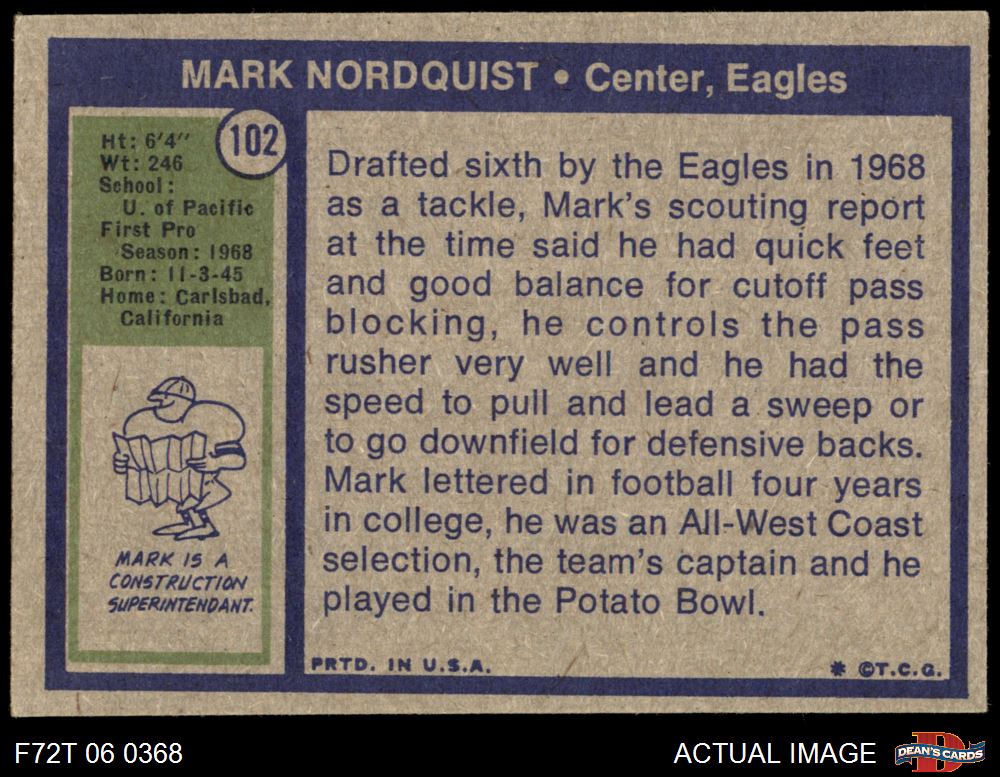 MARK NORDQUIST • Center, Eagles
102
Ht: 6'4"
Wt: 246
School:
U. of Pacific
First Pro
Season: 1968
Born: 11-3-45
Home: Carlsbad,
California
MARK IS A
CONSTRUCTION
SUPERINTENDANT.
Drafted sixth by the Eagles in 1968
as a tackle, Mark's scouting report
at the time said he had quick feet
and good balance for cutoff pass
blocking, he controls the pass
rusher very well and he had the
speed to pull and lead a sweep or
to go downfield for defensive backs.
Mark lettered in football four years
in college, he was an All-West Coast
selection, the team's captain and he
played in the Potato Bowl.
PRTD. IN U.S.A.
* ©T.C.G.
F72T 06 0368
ACTUAL IMAGE
D
DEAN'S CARDS